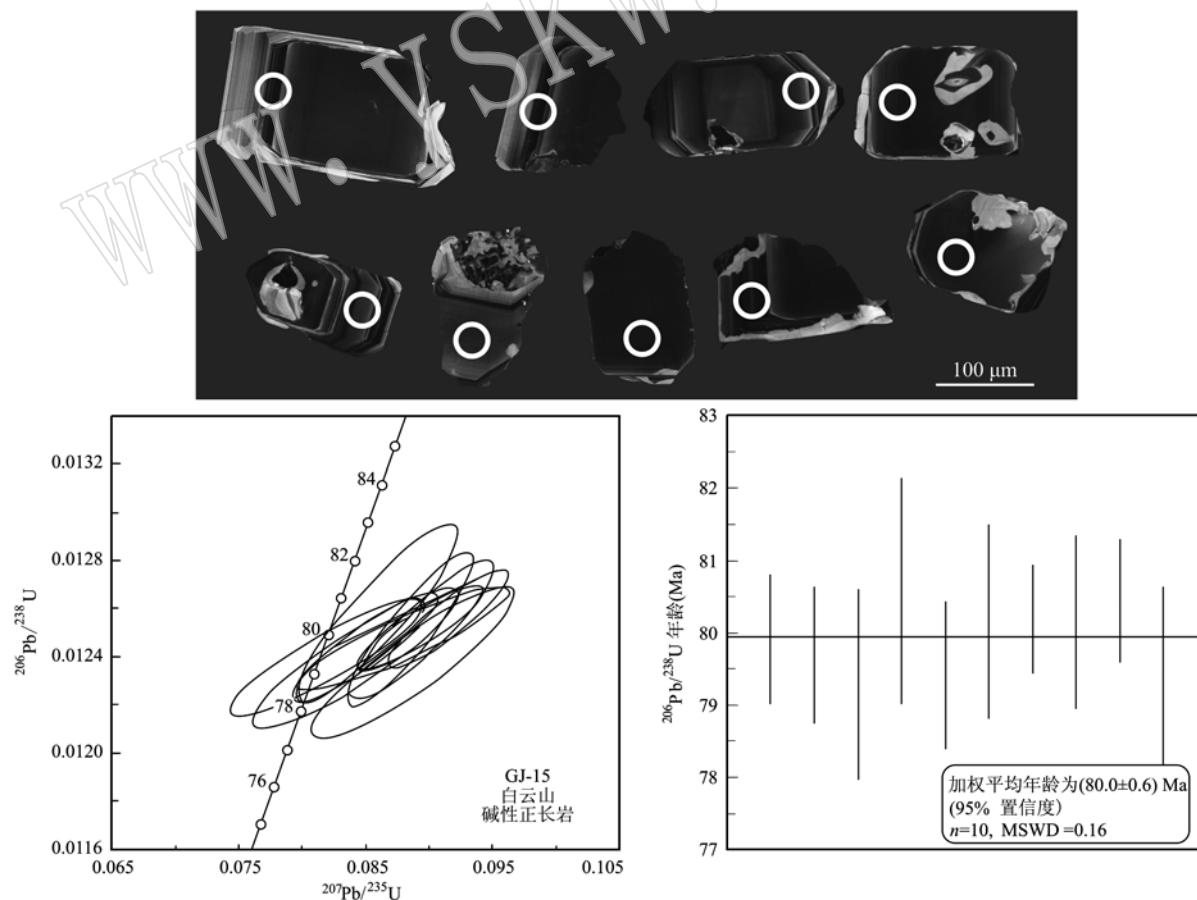 www.vskw.
100 μm
0.0132
0.0128
0.0124
0.0120
0.0116
²⁰⁶Pb/²³⁸U
84
82
80
78
76
GJ-15
白云山
碱性正长岩
0.065
0.075
0.085
0.095
0.105
²⁰⁷Pb/²³⁵U
83
82
81
80
79
78
77
²⁰⁶Pb/²³⁸U 年龄(Ma)
加权平均年龄为(80.0±0.6) Ma
(95% 置信度)
n=10, MSWD =0.16